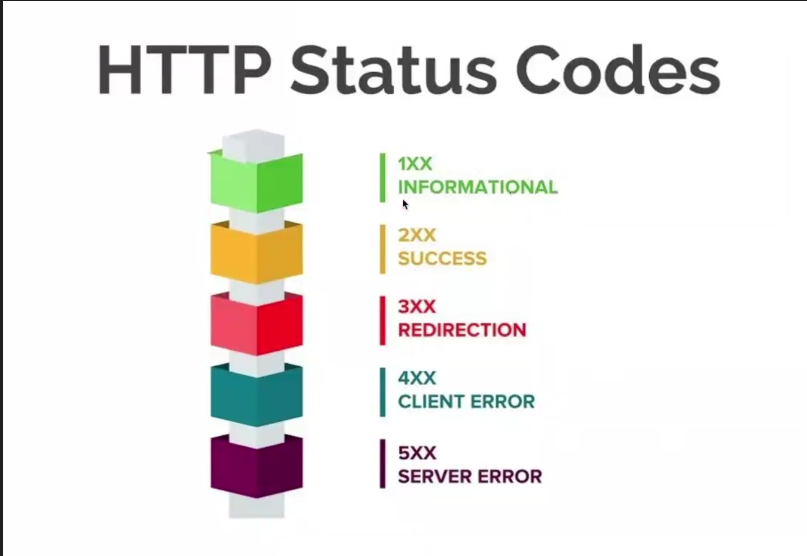 HTTP Status Codes
1XX
INFORMATIONAL
2XX
SUCCESS
3XX
REDIRECTION
4XX
CLIENT ERROR
5XX
SERVER ERROR